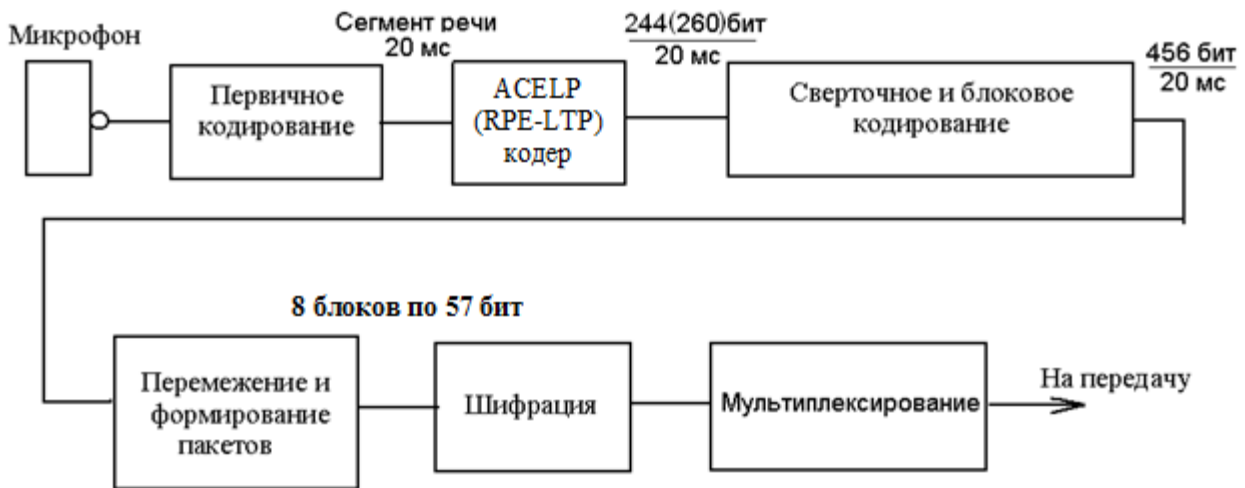 Микрофон
Первичное
кодирование
Сегмент речи
20 мс
ACELP
(RPE-LTP)
кодер
244(260)бит
20 мс
Сверточное и блоковое
кодирование
456 бит
20 мс
8 блоков по 57 бит
Перемежение и
формирование
пакетов
Шифрация
Мультиплексирование
На передачу